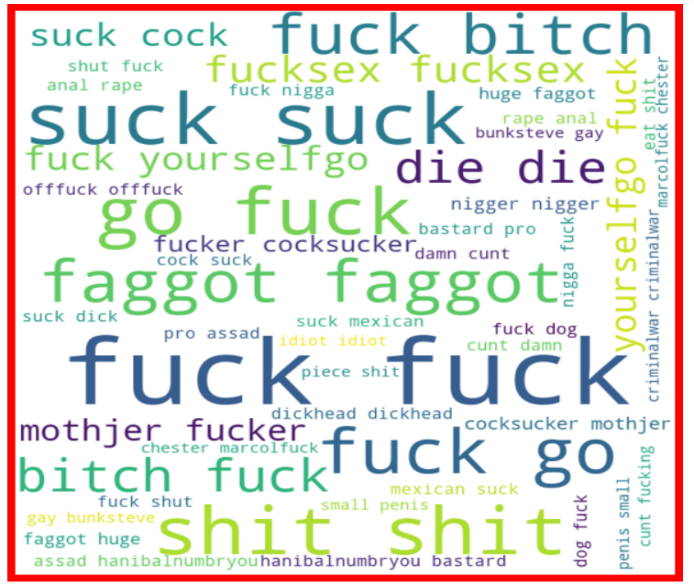 suck cock
fuck bitch
shut fuck
fucksex fucksex
anal rape
fuck nigga
huge faggot
suck suck
rape anal
bunksteve gay
fuck yourselfgo
die die
offfuck offfuck
go fuck
nigger nigger
bastard pro
fucker cocksucker
damn cunt
cock suck
faggot faggot
nigga fuck
suck dick
suck mexican
pro assad
idiot idiot
fuck dog
cunt damn
fuck fuck
piece shit
dickhead dickhead
mothjer fucker
cocksucker mothjer
chester marcolfuck
fuck go
bitch fuck
mexican suck
fuck shut
small penis
gay bunksteve
shit shit
faggot huge
assad hanibalnumbryou
hanibalnumbryou bastard
dog fuck
penis small
cunt fucking
yourselfgo fuck
eat shit
marcolfuck chester
criminalwar criminalwar